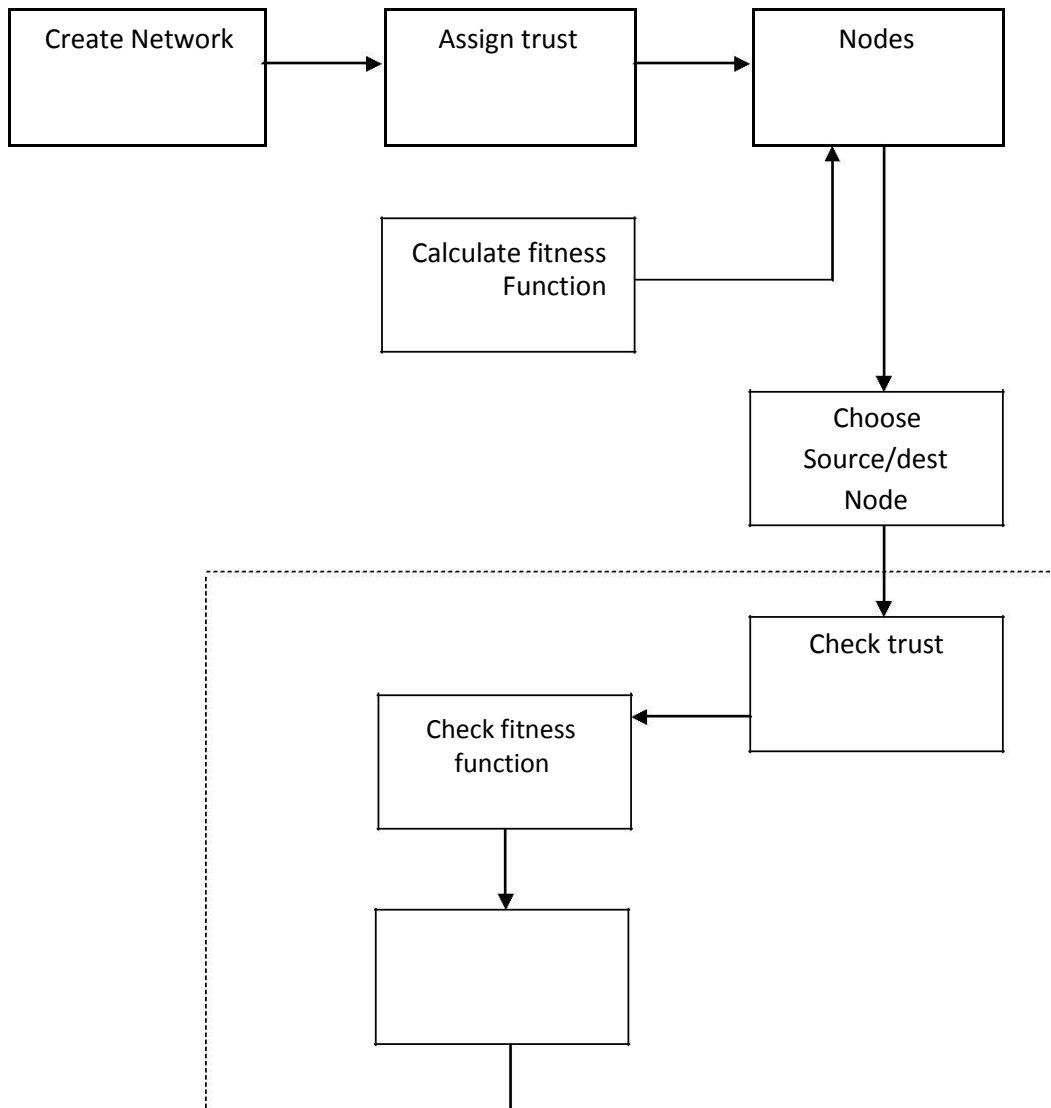 Create Network
Assign trust
Nodes
Calculate fitness
Function
Choose
Source/dest
Node
Check trust
Check fitness
function